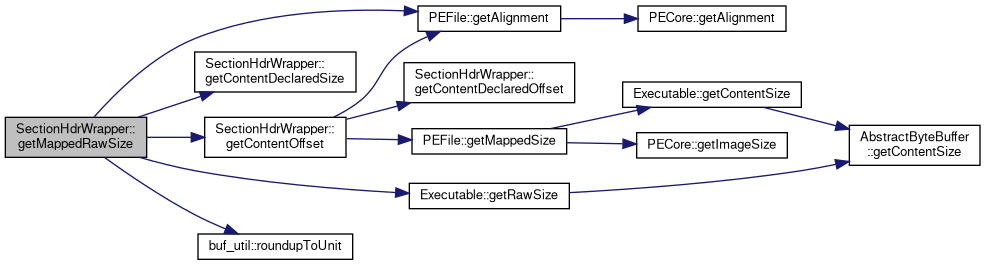 SectionHdrWrapper::
getMappedRawSize
PEFile::getAlignment
PECore::getAlignment
SectionHdrWrapper::
getContentDeclaredSize
SectionHdrWrapper::
getContentOffset
SectionHdrWrapper::
getContentDeclaredOffset
PEFile::getMappedSize
Executable::getContentSize
PECore::getImageSize
AbstractByteBuffer
::getContentSize
Executable::getRawSize
buf_util::roundupToUnit